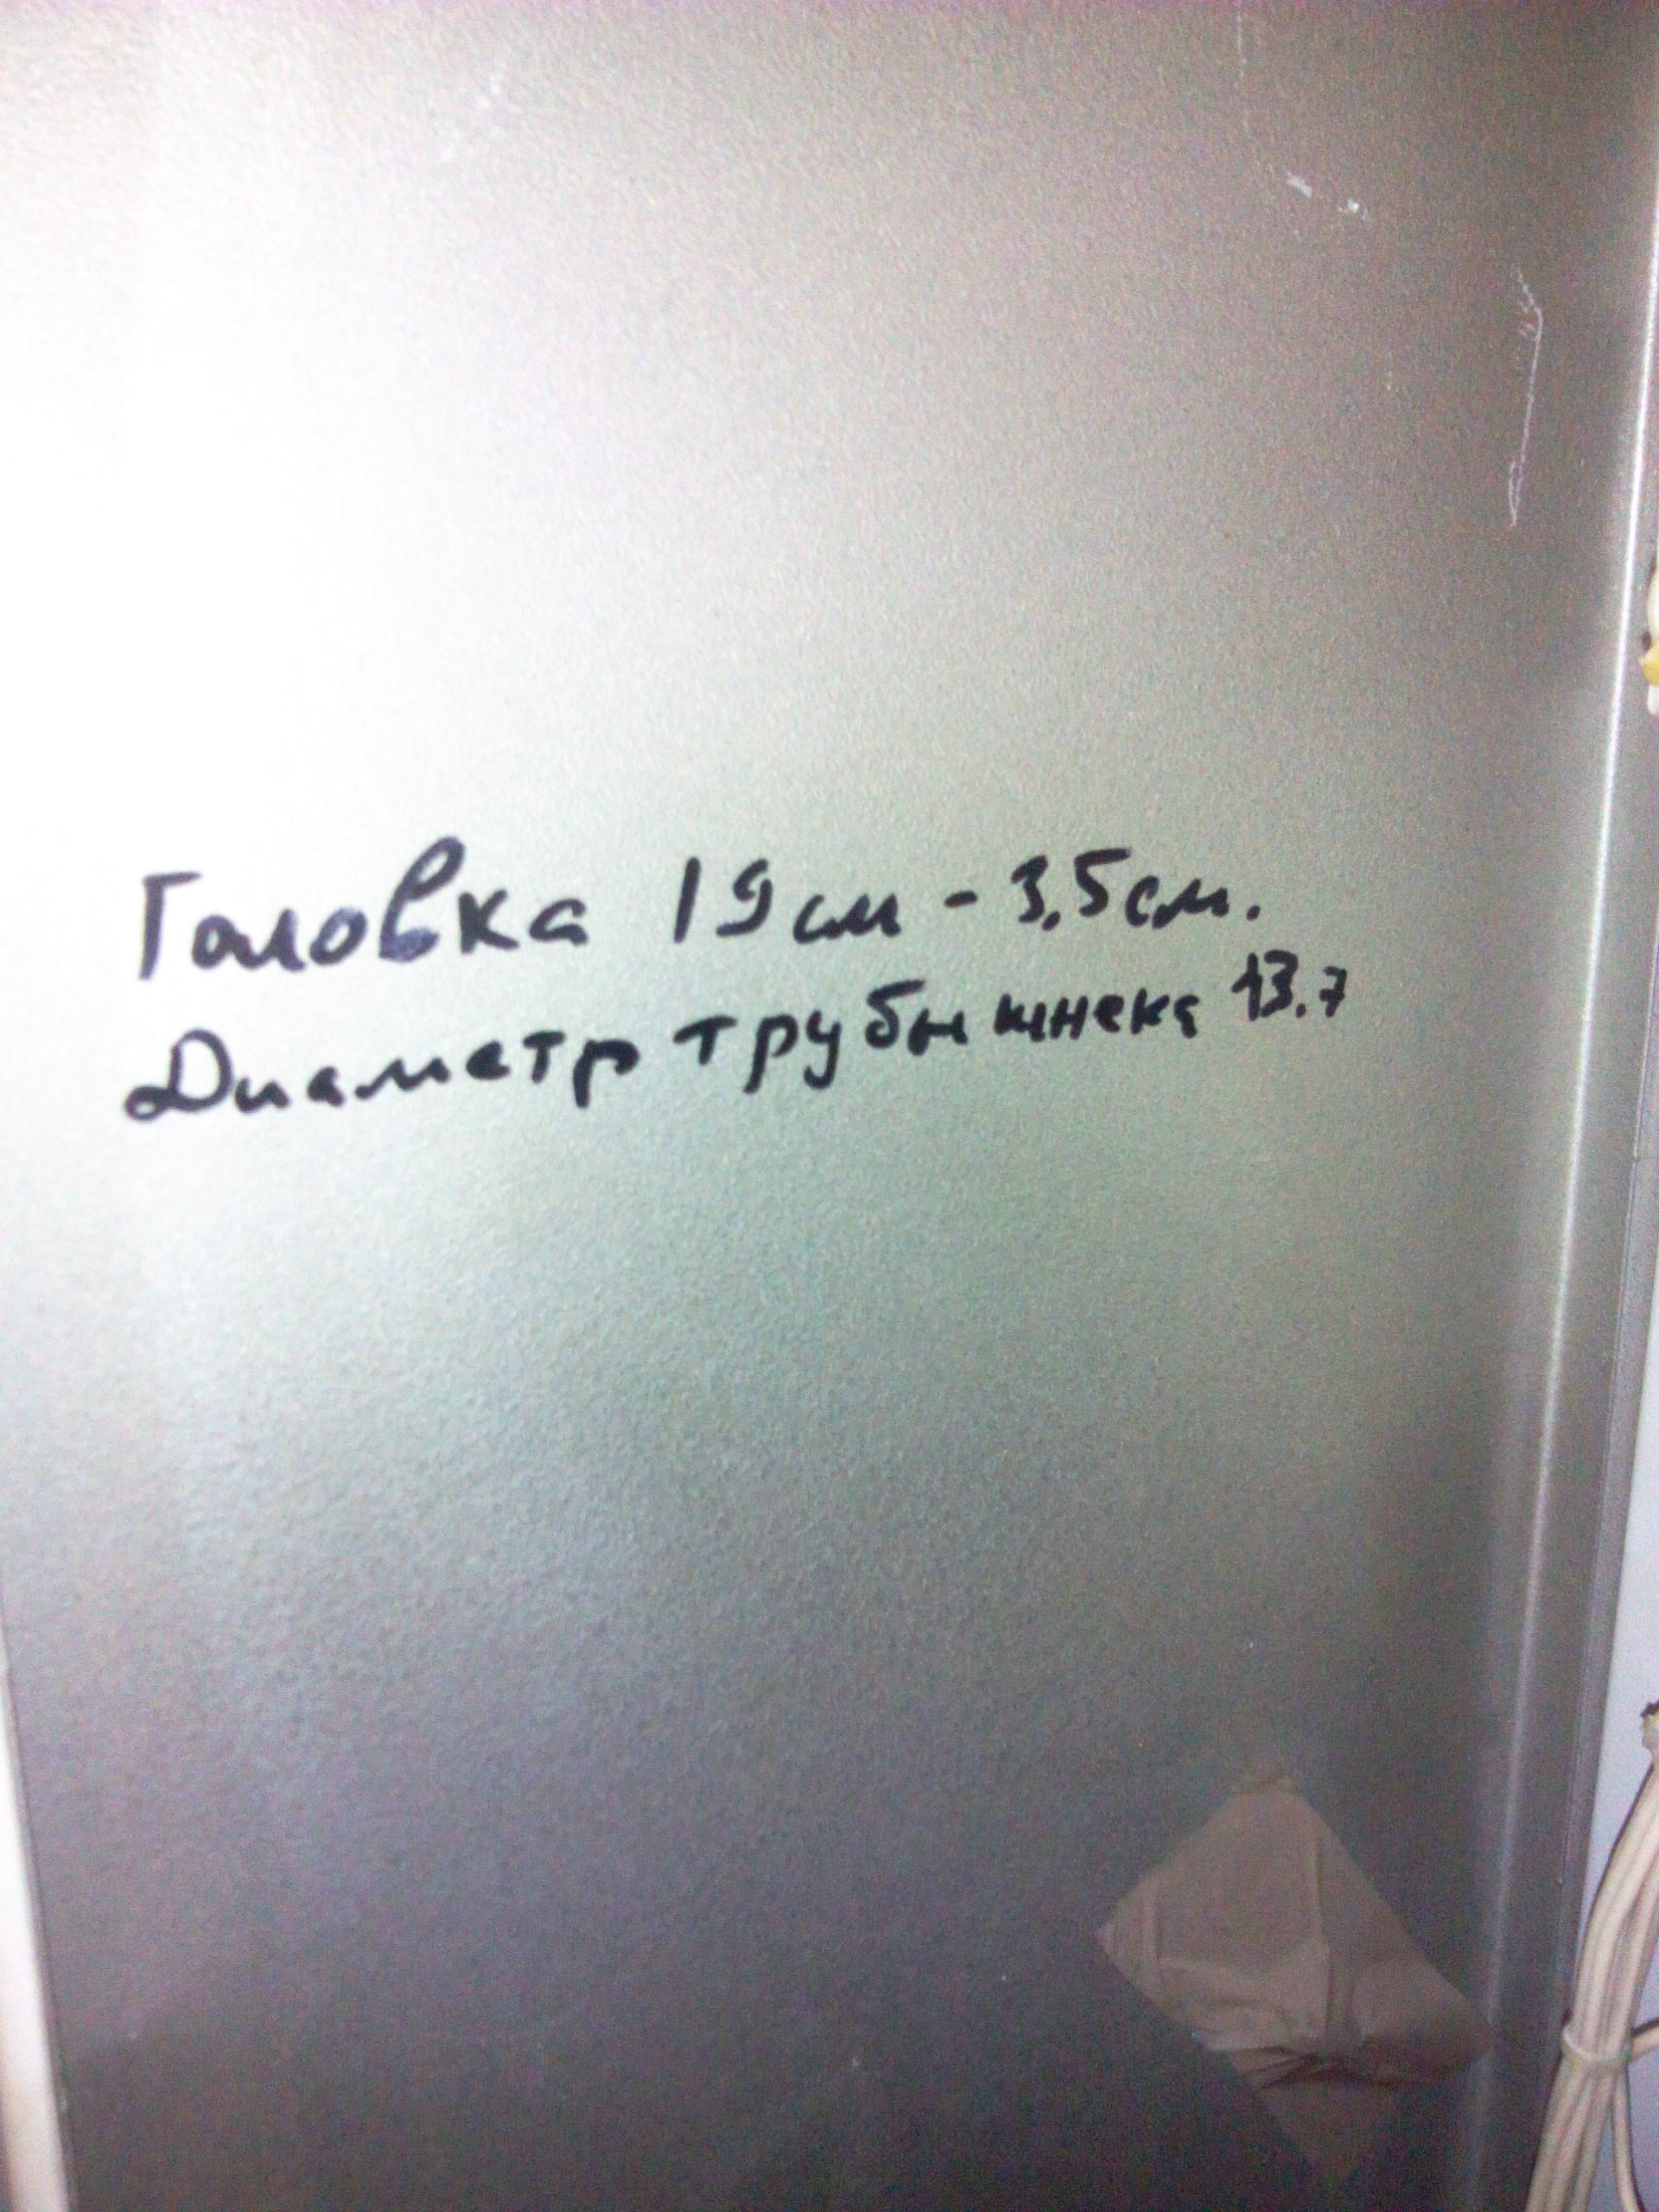 Головка 19см - 3,5см.
Диаметр трубы шнека 13.7